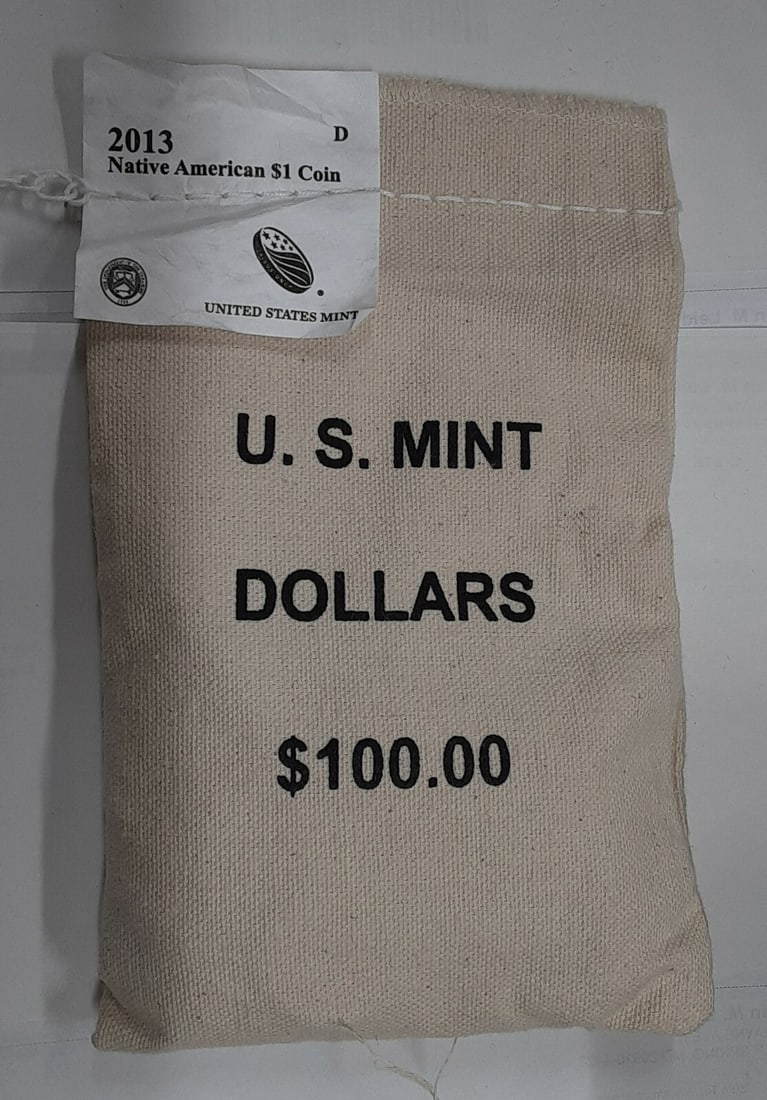 2013 D
Native American $1 Coin
UNITED STATES MINT
U. S. MINT
DOLLARS
$100.00